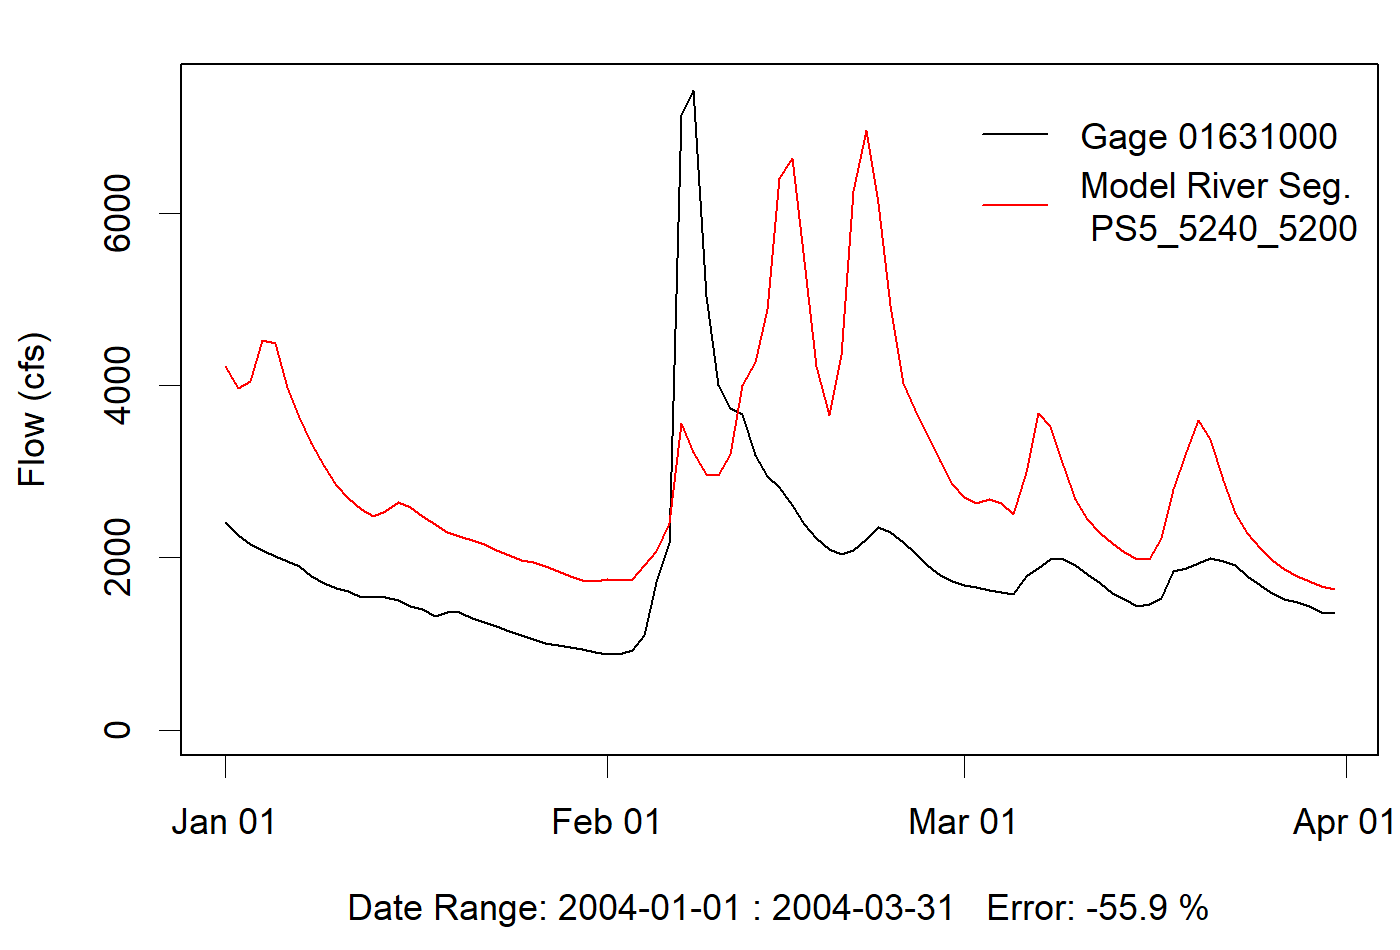 Gage 01631000
Model River Seg.
PS5_5240_5200
Flow (cfs)
6000
4000
2000
0
Jan 01 Feb 01 Mar 01 Apr 01
Date Range: 2004-01-01 : 2004-03-31 Error: -55.9 %